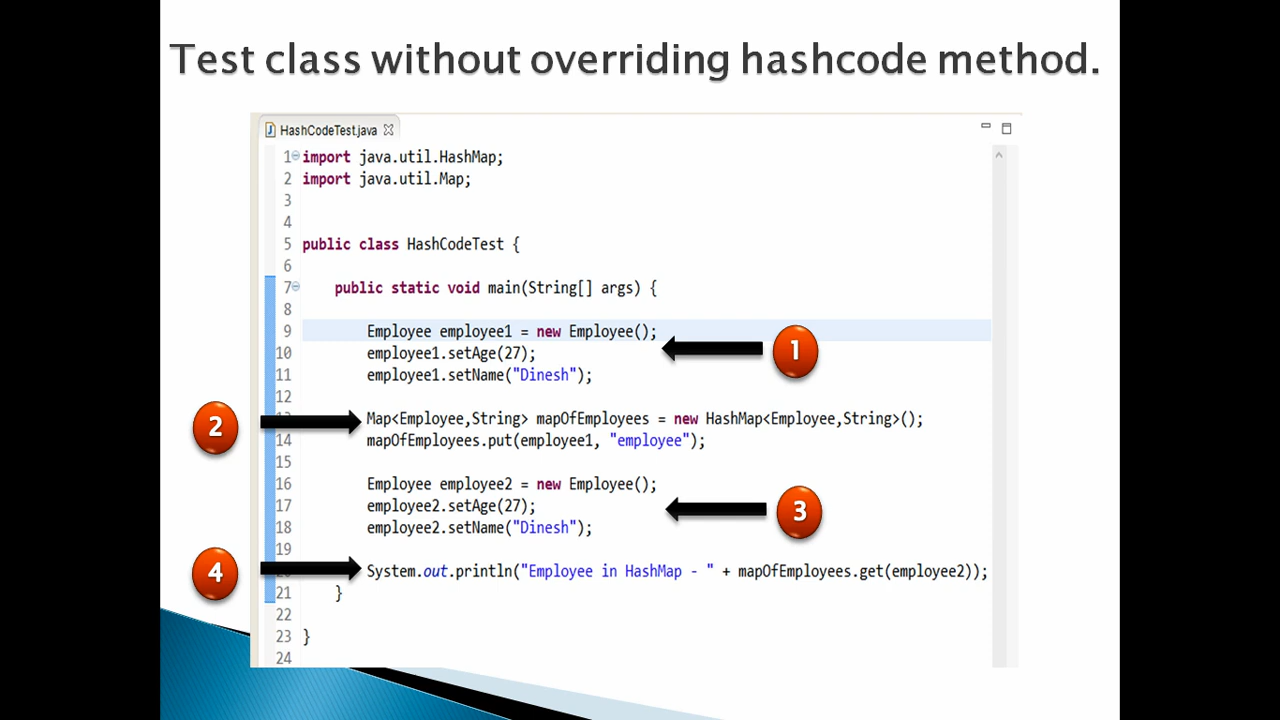 Test class without overriding hashcode method.
HashCodeTest.java
1 import java.util.HashMap;
2 import java.util.Map;
3
4
5 public class HashCodeTest {
6
7 public static void main(String[] args) {
8
9 Employee employee1 = new Employee();
10 employee1.setAge(27);
1
11 employee1.setName("Dinesh");
12
2
Map<Employee,String> mapOfEmployees = new HashMap<Employee,String>();
14 mapOfEmployees.put(employee1, "employee");
15
16 Employee employee2 = new Employee();
17 employee2.setAge(27);
3
18 employee2.setName("Dinesh");
19
4
System.out.println("Employee in HashMap - " + mapOfEmployees.get(employee2));
21 }
22
23 }
24